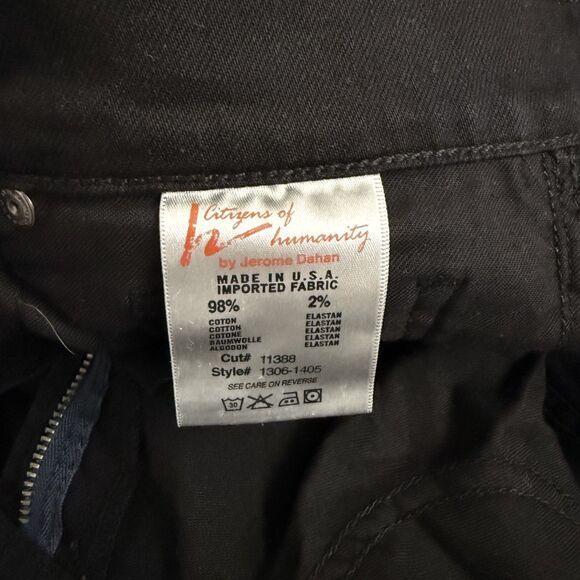 Citizens of
humanity
by Jerome Dahan
MADE IN U.S.A.
IMPORTED FABRIC
98% 2%
COTON ELASTAN
COTTON ELASTAN
COTONE ELASTAN
BAUMWOLLE ELASTAN
ALGODON ELASTAN
Cut# 11388
Style# 1306-1405
SEE CARE ON REVERSE
30